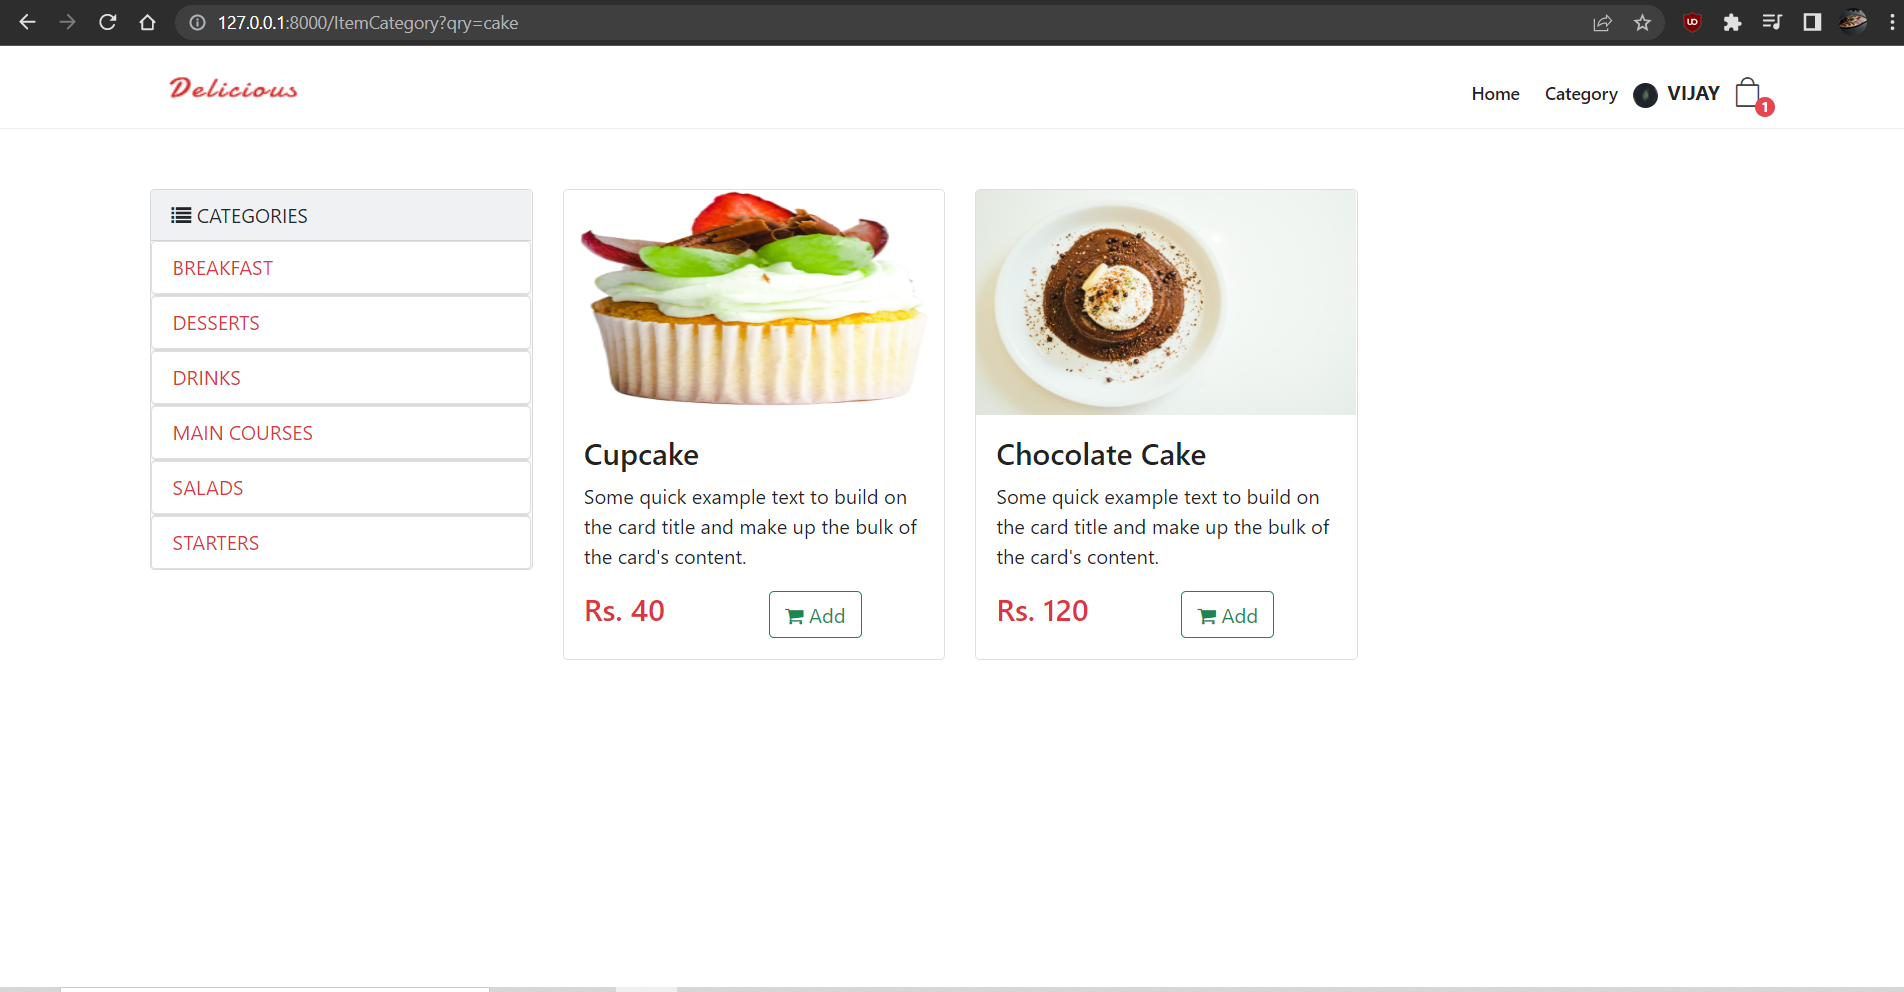 127.0.0.1:8000/ItemCategory?qry=cake
Delicious
Home
Category
VIJAY
1
CATEGORIES
BREAKFAST
DESSERTS
DRINKS
MAIN COURSES
SALADS
STARTERS
Cupcake
Some quick example text to build on
the card title and make up the bulk of
the card's content.
Rs. 40
Add
Chocolate Cake
Some quick example text to build on
the card title and make up the bulk of
the card's content.
Rs. 120
Add